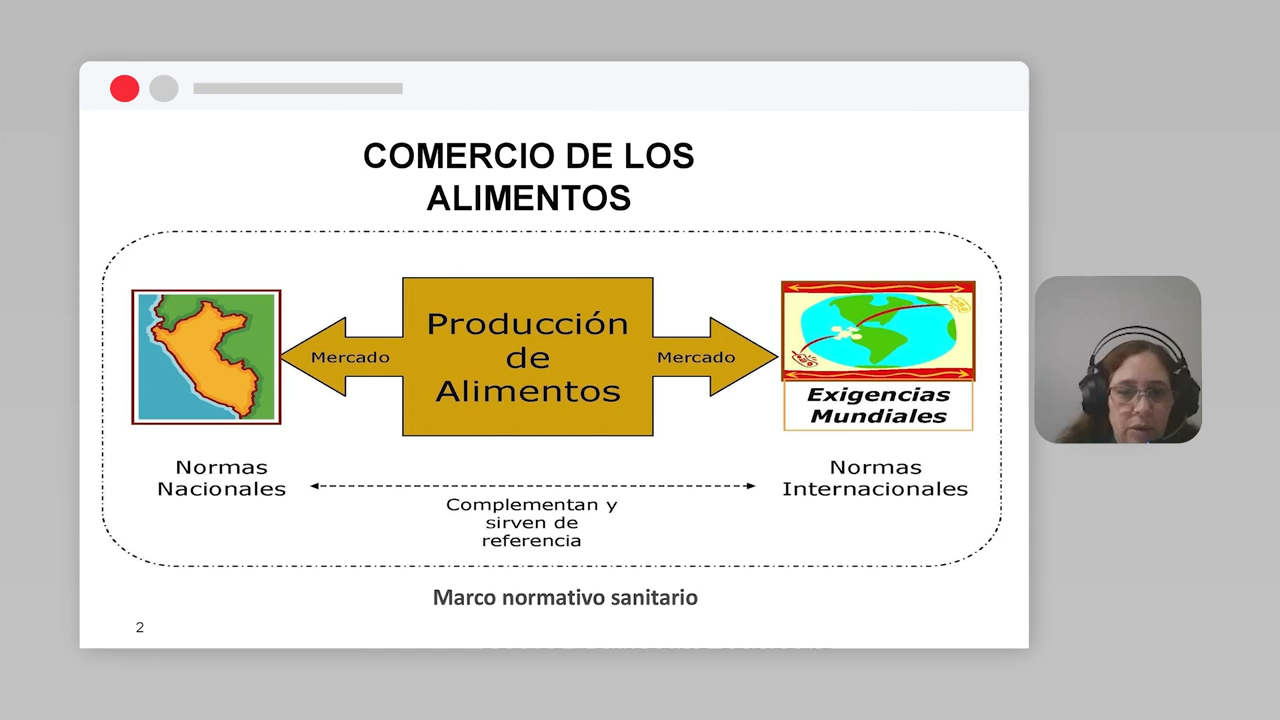 COMERCIO DE LOS
ALIMENTOS
Producción
de
Alimentos
Mercado
Mercado
Exigencias
Mundiales
Normas
Nacionales
Normas
Internacionales
Complementan y
sirven de
referencia
Marco normativo sanitario
2